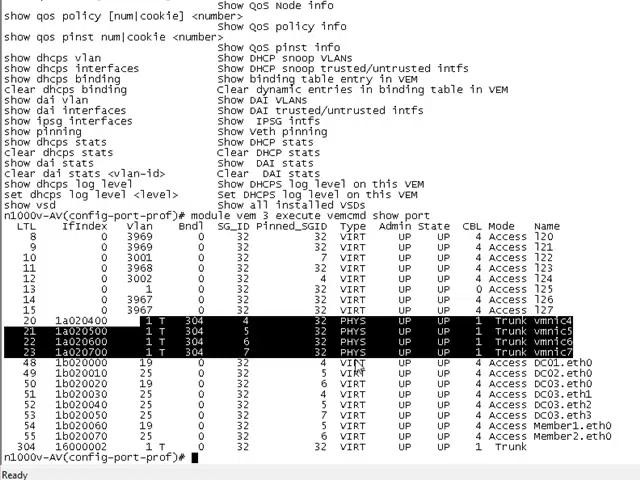 Show QoS Node info
show qos policy [num|cookie] <number>
Show QoS policy info
show qos pinst num|cookie <number>
Show QoS pinst info
show dhcps vlan Show DHCP snoop VLANs
show dhcps interfaces Show DHCP snoop trusted/untrusted intfs
show dhcps binding Show binding table entry in VEM
clear dhcps binding Clear dynamic entries in binding table in VEM
show dai vlan Show DAI VLANs
show dai interfaces Show DAI trusted/untrusted intfs
show ipsg interfaces Show  IPSG intfs
show pinning Show Veth pinning
show dhcps stats Show DHCP stats
clear dhcps stats Clear DHCP stats
show dai stats Show  DAI stats
clear dai stats <vlan-id> Clear  DAI stats
show dhcps log level Show DHCPS log level on this VEM
set dhcps log level <level> Set DHCPS log level on this VEM
show vsd Show all installed VSDs
n1000v-AV(config-port-prof)# module vem 3 execute vemcmd show port
LTL IfIndex Vlan Bndl SG_ID Pinned_SGID Type Admin State CBL Mode Name
8 0 3969 0 32 32 VIRT UP UP 4 Access l20
9 0 3969 0 32 32 VIRT UP UP 4 Access l21
10 0 3001 0 32 7 VIRT UP UP 4 Access l22
11 0 3968 0 32 32 VIRT UP UP 4 Access l23
12 0 3002 0 32 4 VIRT UP UP 4 Access l24
13 0 1 0 32 32 VIRT UP UP 0 Access l25
14 0 3967 0 32 32 VIRT UP UP 4 Access l26
15 0 3967 0 32 32 VIRT UP UP 4 Access l27
20 1a020400 1 T 304 4 32 PHYS UP UP 1 Trunk vmnic4
21 1a020500 1 T 304 5 32 PHYS UP UP 1 Trunk vmnic5
22 1a020600 1 T 304 6 32 PHYS UP UP 1 Trunk vmnic6
23 1a020700 1 T 304 7 32 PHYS UP UP 1 Trunk vmnic7
48 1b020000 19 0 32 4 VIRT UP UP 4 Access DC01.eth0
49 1b020010 25 0 32 5 VIRT UP UP 4 Access DC02.eth0
50 1b020020 19 0 32 6 VIRT UP UP 4 Access DC03.eth0
51 1b020030 25 0 32 4 VIRT UP UP 4 Access DC03.eth1
52 1b020040 25 0 32 5 VIRT UP UP 4 Access DC03.eth2
53 1b020050 25 0 32 7 VIRT UP UP 4 Access DC03.eth3
54 1b020060 19 0 32 5 VIRT UP UP 4 Access Member1.eth0
55 1b020070 25 0 32 6 VIRT UP UP 4 Access Member2.eth0
304 16000002 1 T 0 32 32 VIRT UP UP 1 Trunk
n1000v-AV(config-port-prof)#
Ready